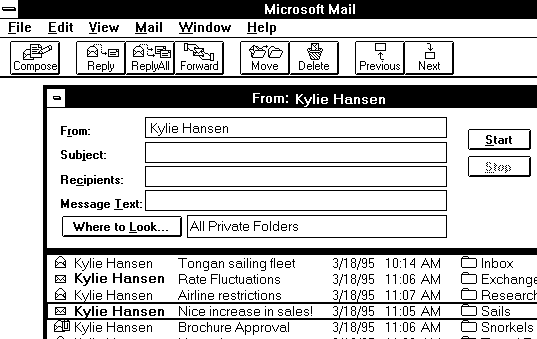 Microsoft Mail
File Edit View Mail Window Help
Compose Reply ReplyAll Forward Move Delete Previous Next
From: Kylie Hansen
From: Kylie Hansen
Start
Subject:
Stop
Recipients:
Message Text:
Where to Look... All Private Folders
Kylie Hansen Tongan sailing fleet 3/18/95 10:14 AM Inbox
Kylie Hansen Rate Fluctuations 3/18/95 11:06 AM Exchange
Kylie Hansen Airline restrictions 3/18/95 11:07 AM Research
Kylie Hansen Nice increase in sales! 3/18/95 11:05 AM Sails
Kylie Hansen Brochure Approval 3/18/95 11:06 AM Snorkels